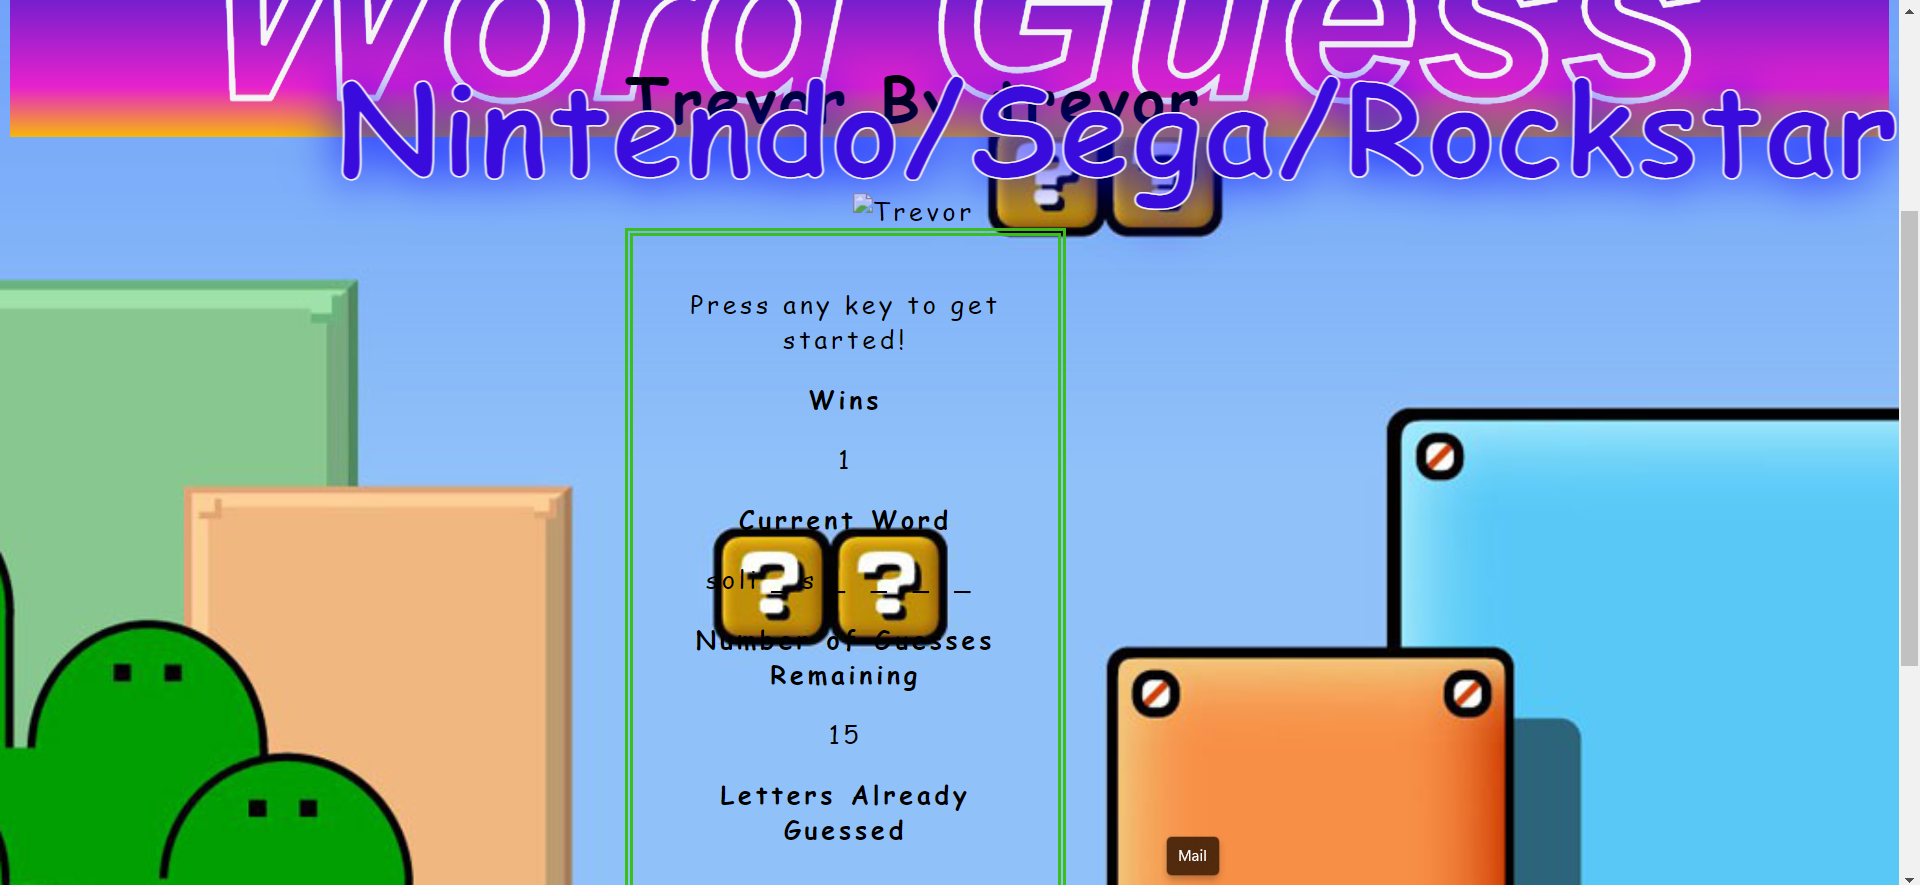 Word Guess
Trevor By Trevor
Nintendo/Sega/Rockstar
Trevor
Press any key to get
started!
Wins
1
Current Word
soli _ s _ _ _ _
Number of Guesses
Remaining
15
Letters Already
Guessed
Mail